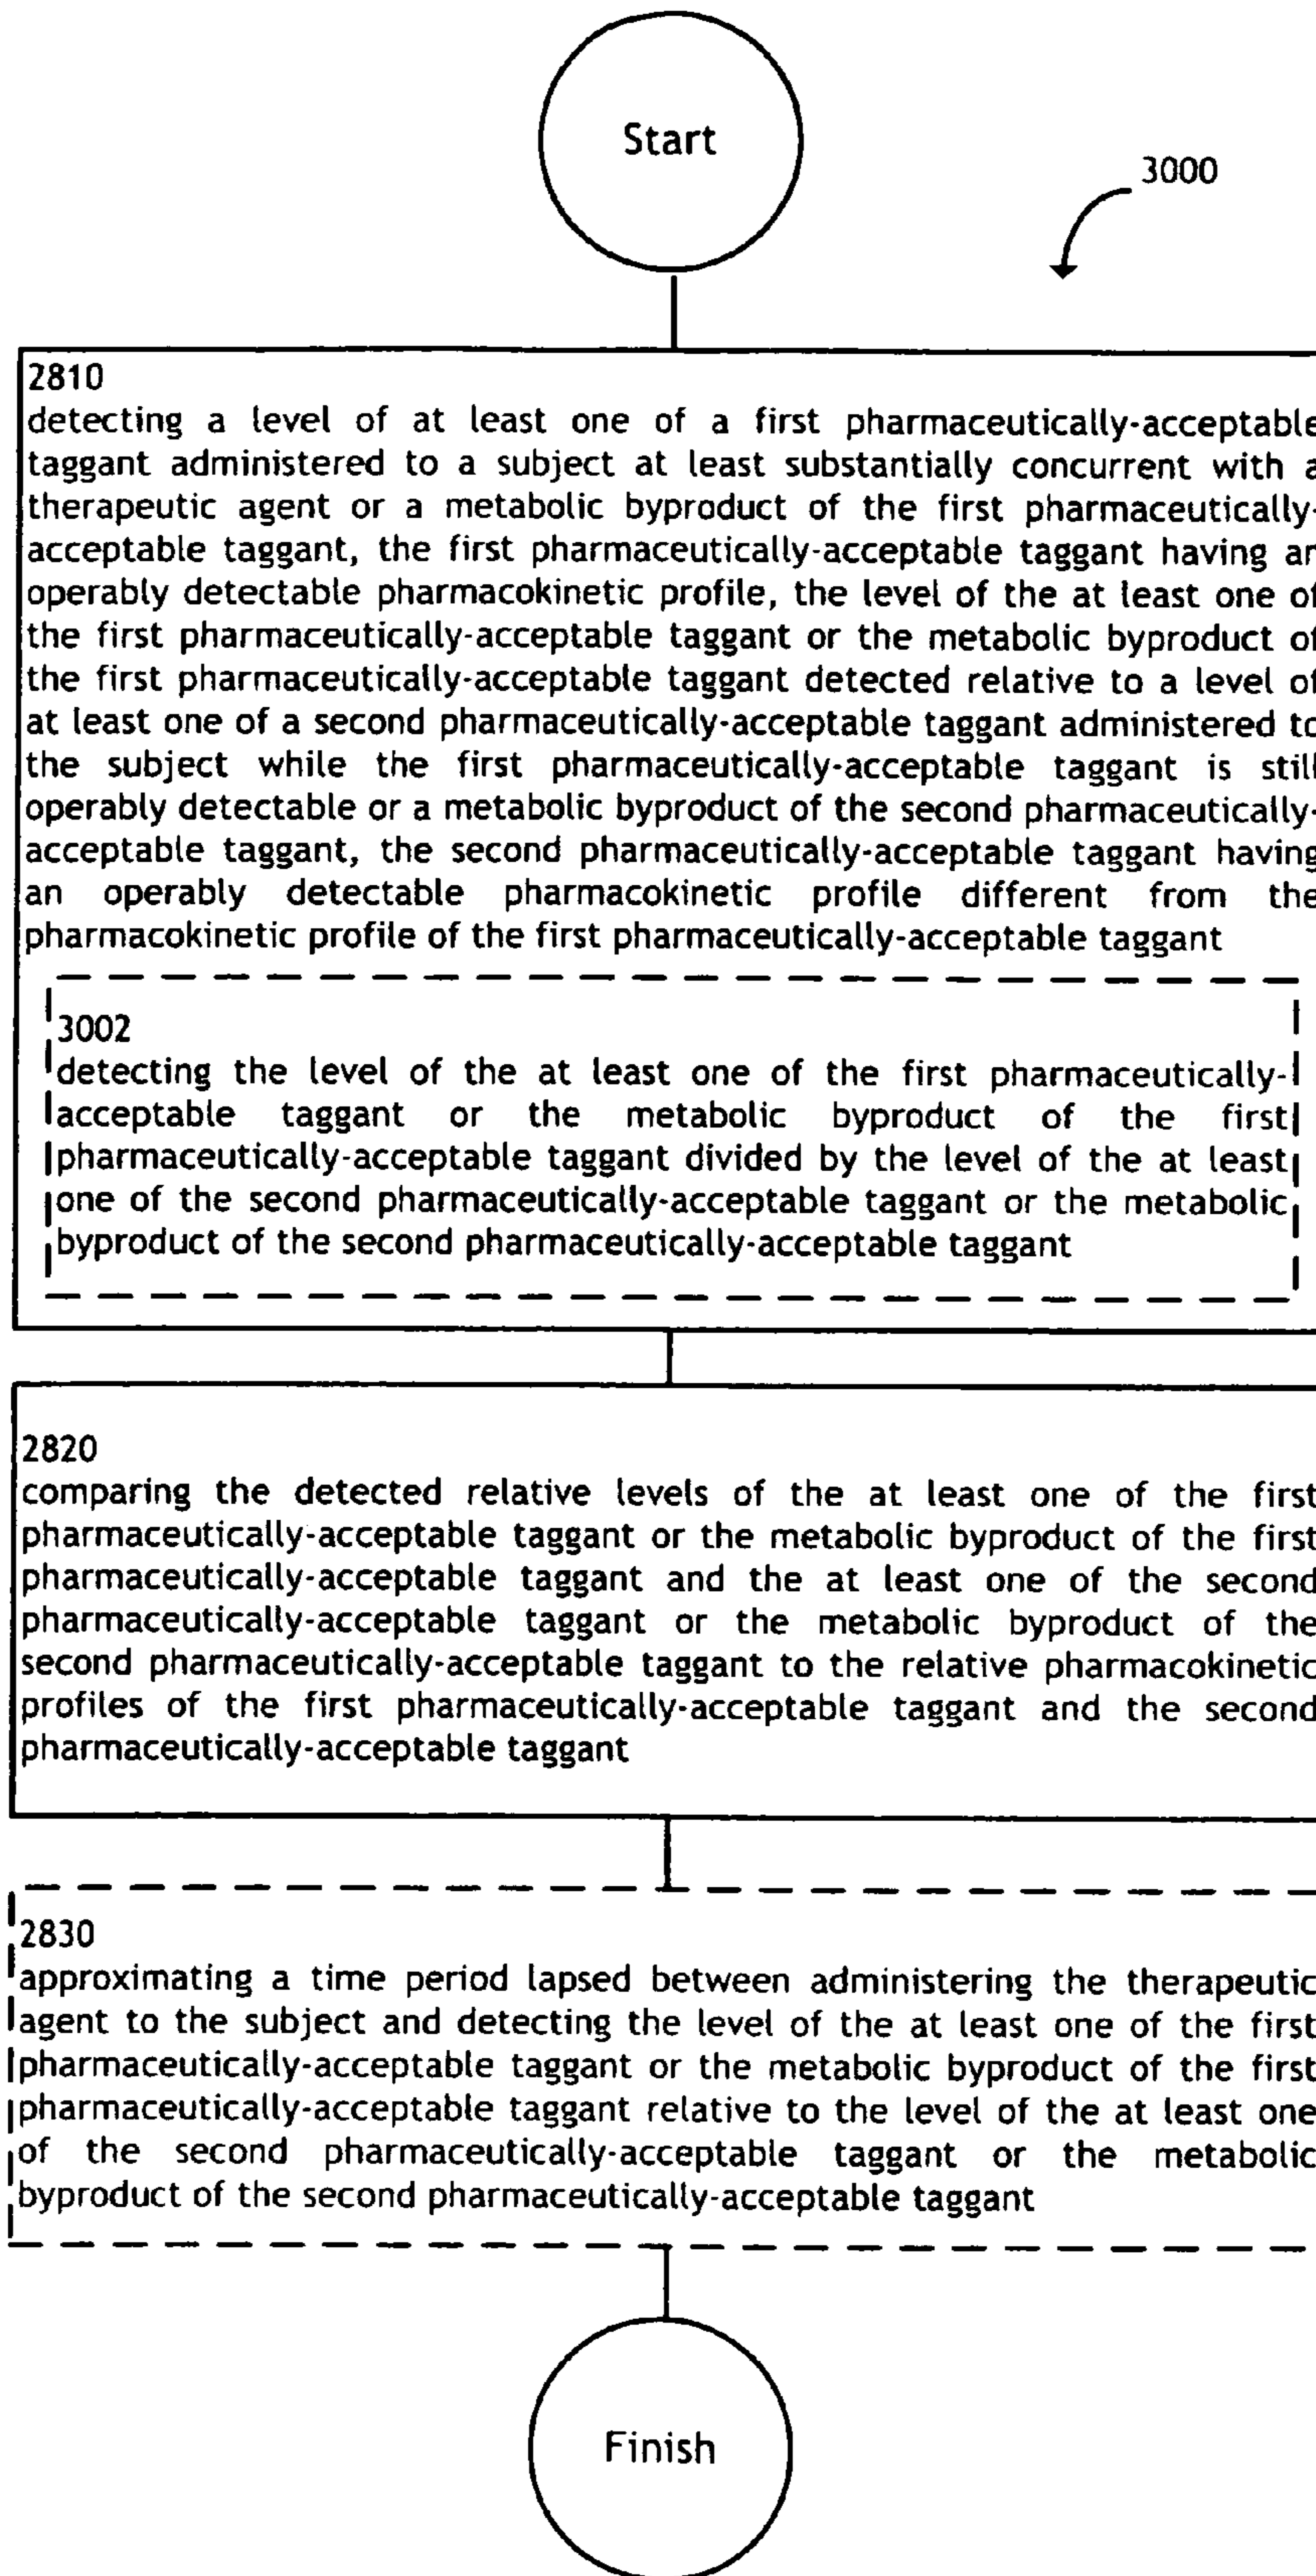 Start
3000
2810
detecting a level of at least one of a first pharmaceutically-acceptable
taggant administered to a subject at least substantially concurrent with a
therapeutic agent or a metabolic byproduct of the first pharmaceutically-
acceptable taggant, the first pharmaceutically-acceptable taggant having an
operably detectable pharmacokinetic profile, the level of the at least one of
the first pharmaceutically-acceptable taggant or the metabolic byproduct of
the first pharmaceutically-acceptable taggant detected relative to a level of
at least one of a second pharmaceutically-acceptable taggant administered to
the subject while the first pharmaceutically-acceptable taggant is still
operably detectable or a metabolic byproduct of the second pharmaceutically-
acceptable taggant, the second pharmaceutically-acceptable taggant having
an operably detectable pharmacokinetic profile different from the
pharmacokinetic profile of the first pharmaceutically-acceptable taggant
3002
detecting the level of the at least one of the first pharmaceutically-
acceptable taggant or the metabolic byproduct of the first
pharmaceutically-acceptable taggant divided by the level of the at least
one of the second pharmaceutically-acceptable taggant or the metabolic
byproduct of the second pharmaceutically-acceptable taggant
2820
comparing the detected relative levels of the at least one of the first
pharmaceutically-acceptable taggant or the metabolic byproduct of the first
pharmaceutically-acceptable taggant and the at least one of the second
pharmaceutically-acceptable taggant or the metabolic byproduct of the
second pharmaceutically-acceptable taggant to the relative pharmacokinetic
profiles of the first pharmaceutically-acceptable taggant and the second
pharmaceutically-acceptable taggant
2830
approximating a time period lapsed between administering the therapeutic
agent to the subject and detecting the level of the at least one of the first
pharmaceutically-acceptable taggant or the metabolic byproduct of the first
pharmaceutically-acceptable taggant relative to the level of the at least one
of the second pharmaceutically-acceptable taggant or the metabolic
byproduct of the second pharmaceutically-acceptable taggant
Finish